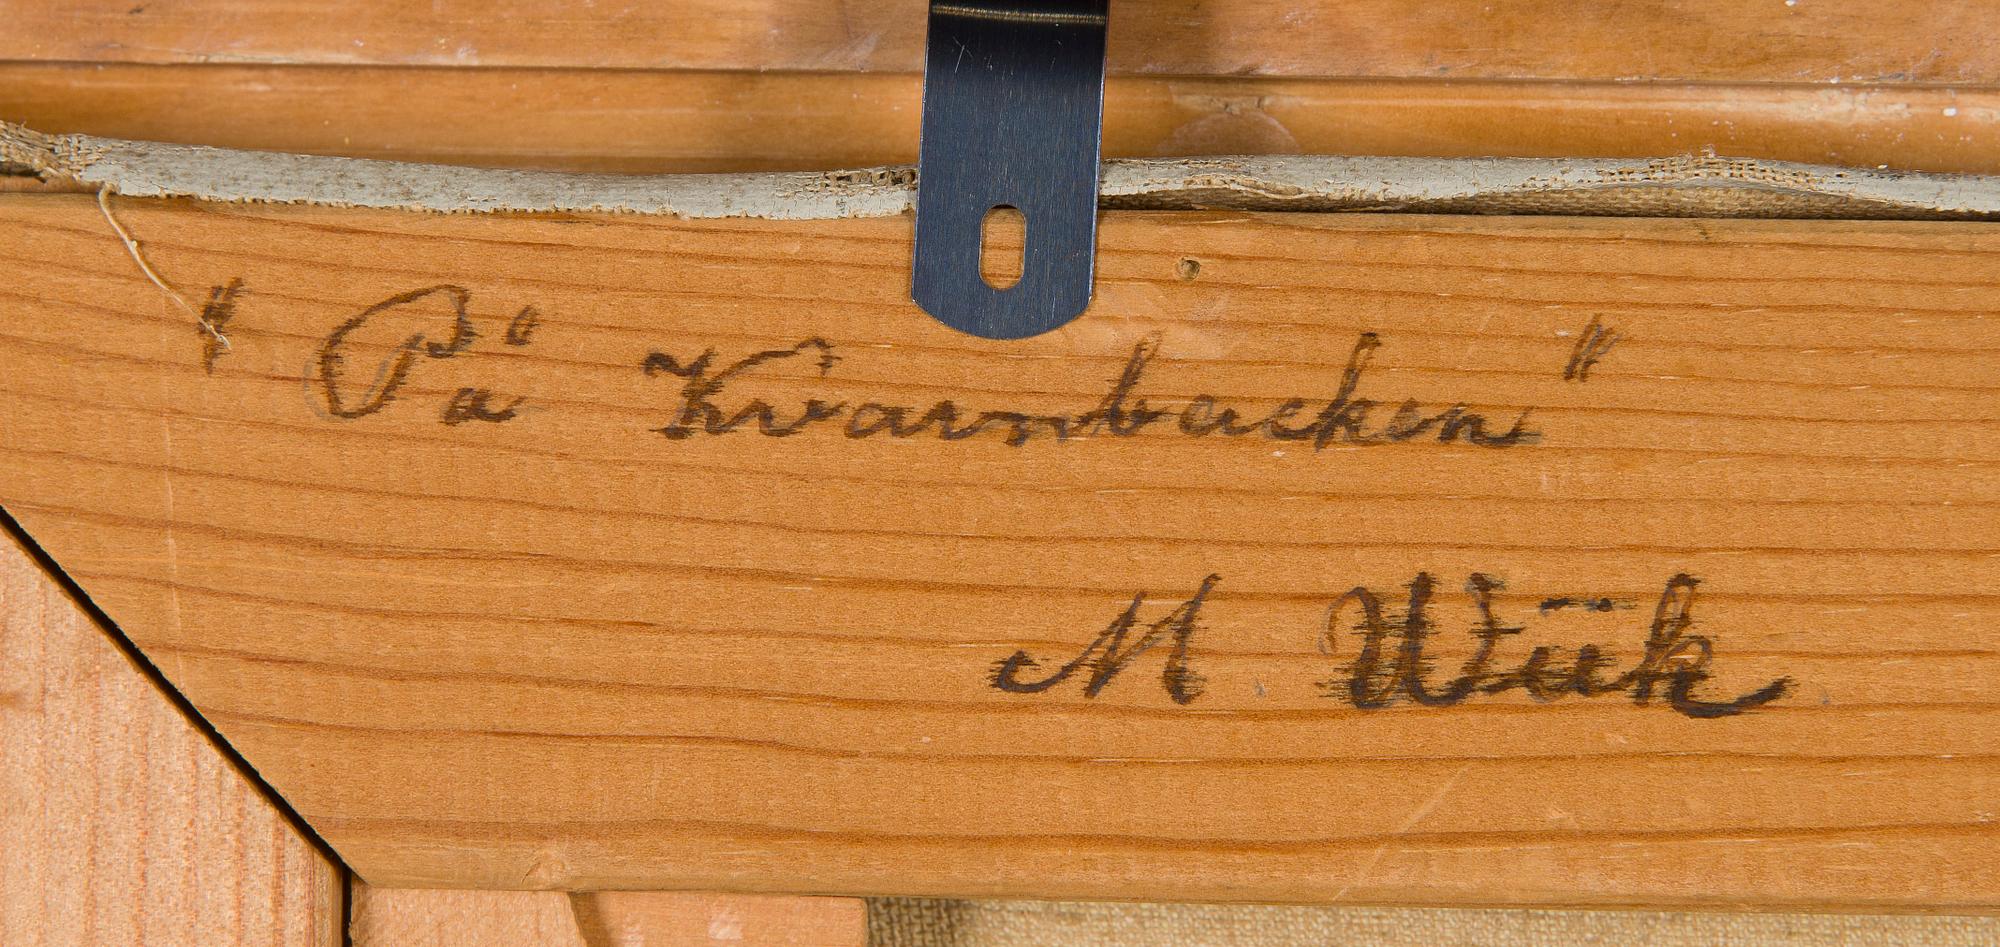 "På Kvarnbacken"
M Wiik